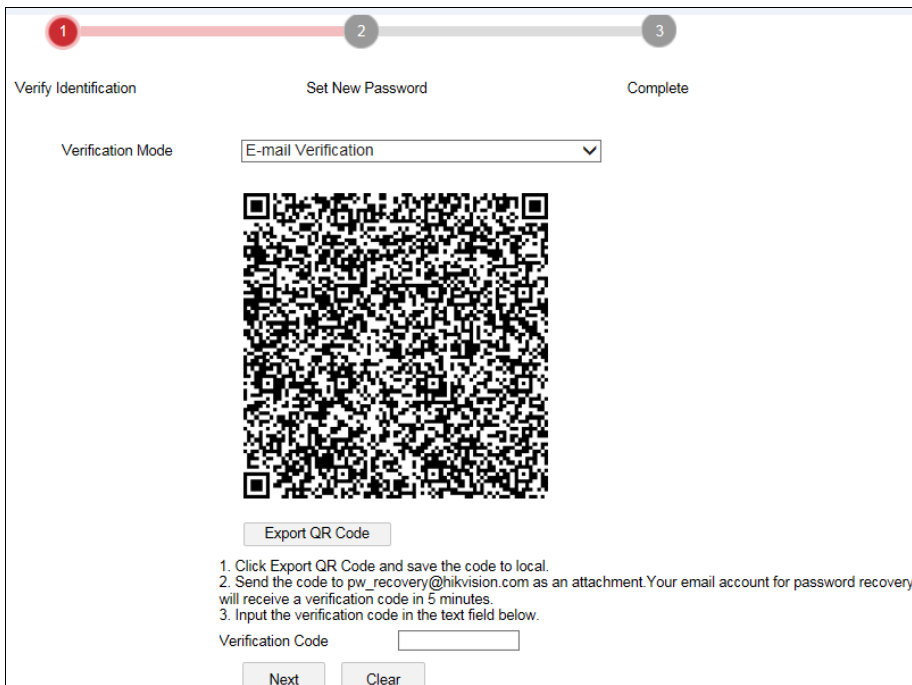 1 2 3
Verify Identification Set New Password Complete
Verification Mode E-mail Verification
Export QR Code
1. Click Export QR Code and save the code to local.
2. Send the code to pw_recovery@hikvision.com as an attachment.Your email account for password recovery
will receive a verification code in 5 minutes.
3. Input the verification code in the text field below.
Verification Code
Next Clear